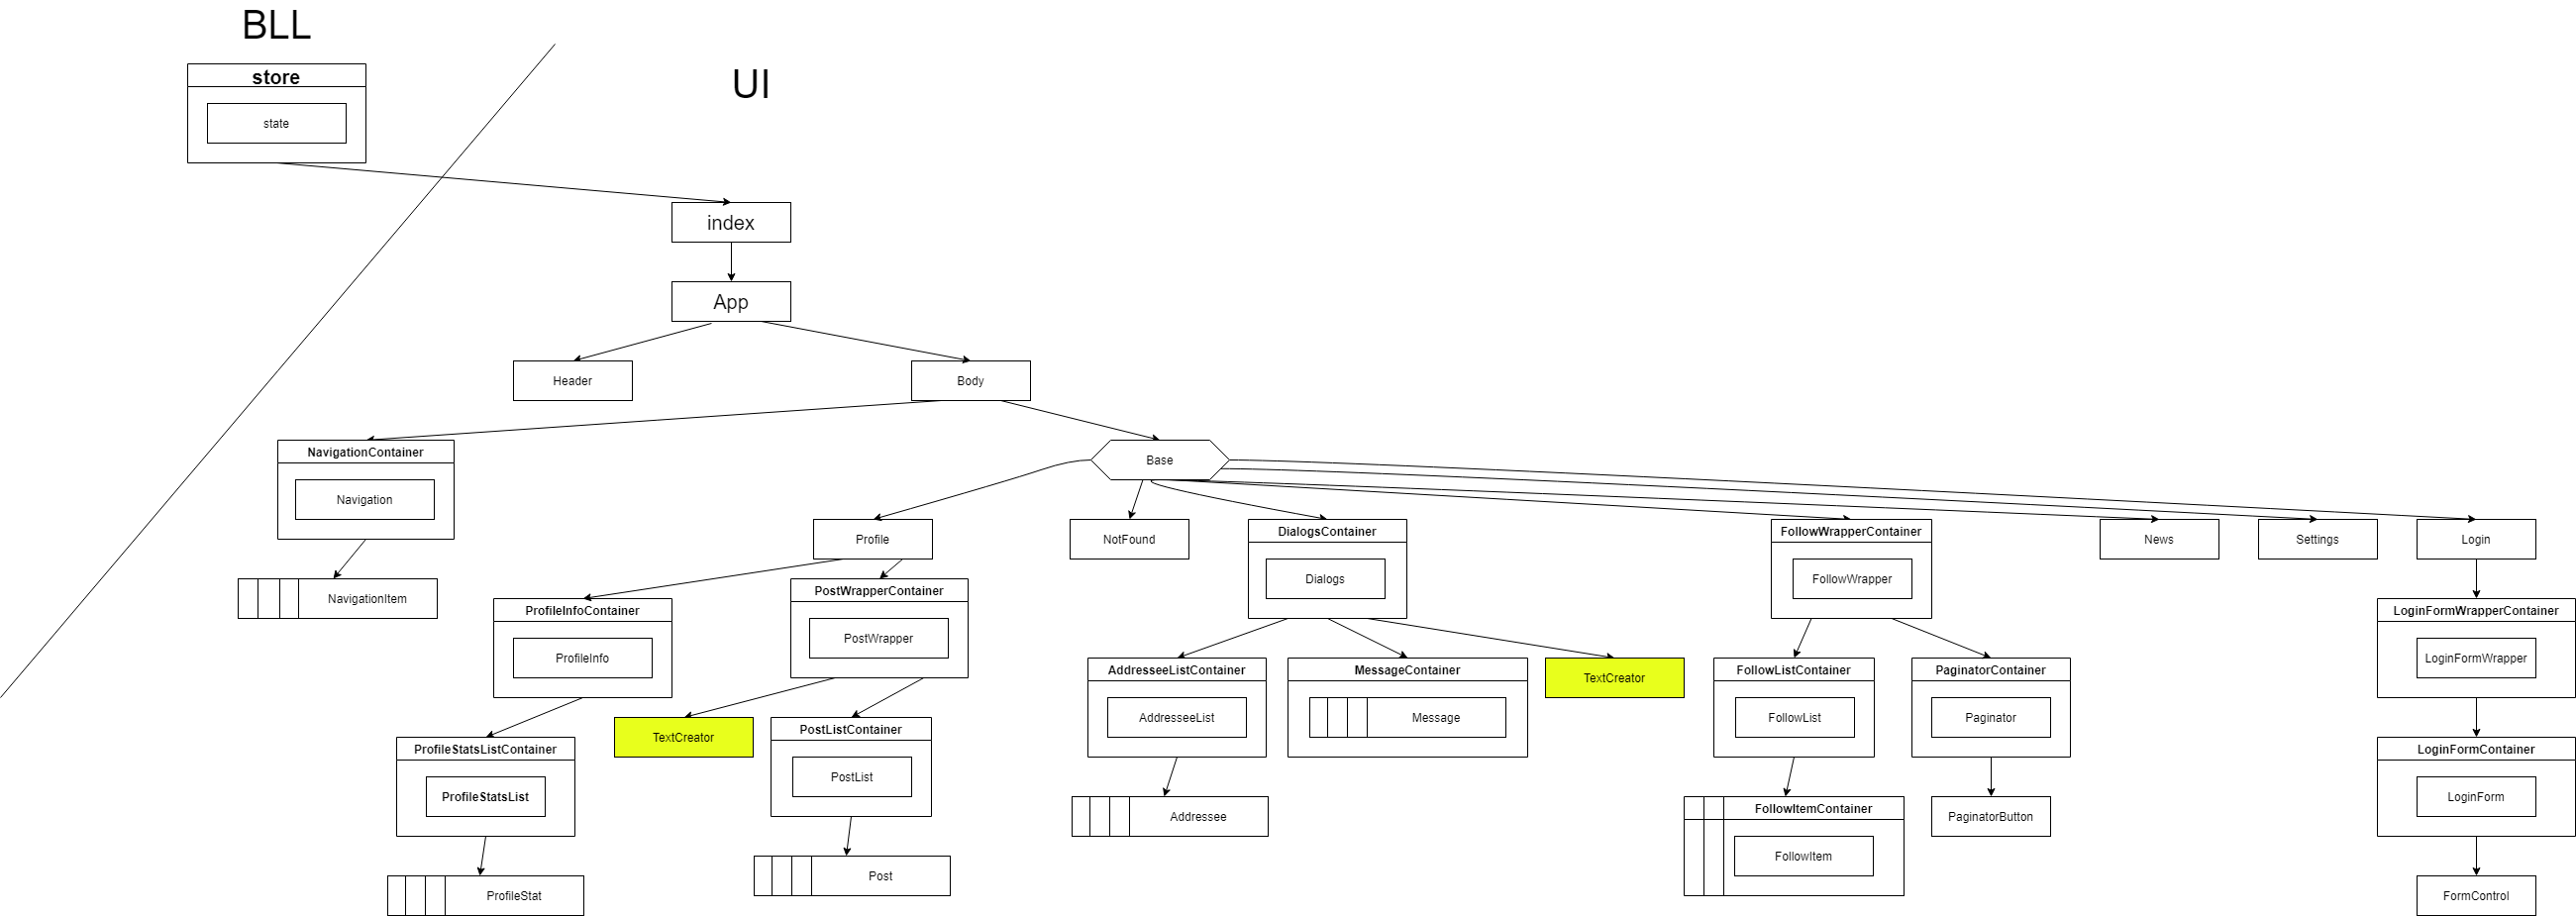 BLL
store
UI
state
index
App
Header
Body
NavigationContainer
Base
Navigation
Profile
NotFound
DialogsContainer
FollowWrapperContainer
News
Settings
Login
NavigationItem
PostWrapperContainer
Dialogs
FollowWrapper
ProfileInfoContainer
LoginFormWrapperContainer
PostWrapper
ProfileInfo
LoginFormWrapper
AddresseeListContainer
MessageContainer
TextCreator
FollowListContainer
PaginatorContainer
PostListContainer
TextCreator
AddresseeList
Message
FollowList
Paginator
ProfileStatsListContainer
LoginFormContainer
PostList
ProfileStatsList
LoginForm
Addressee
FollowItemContainer
PaginatorButton
FollowItem
Post
ProfileStat
FormControl